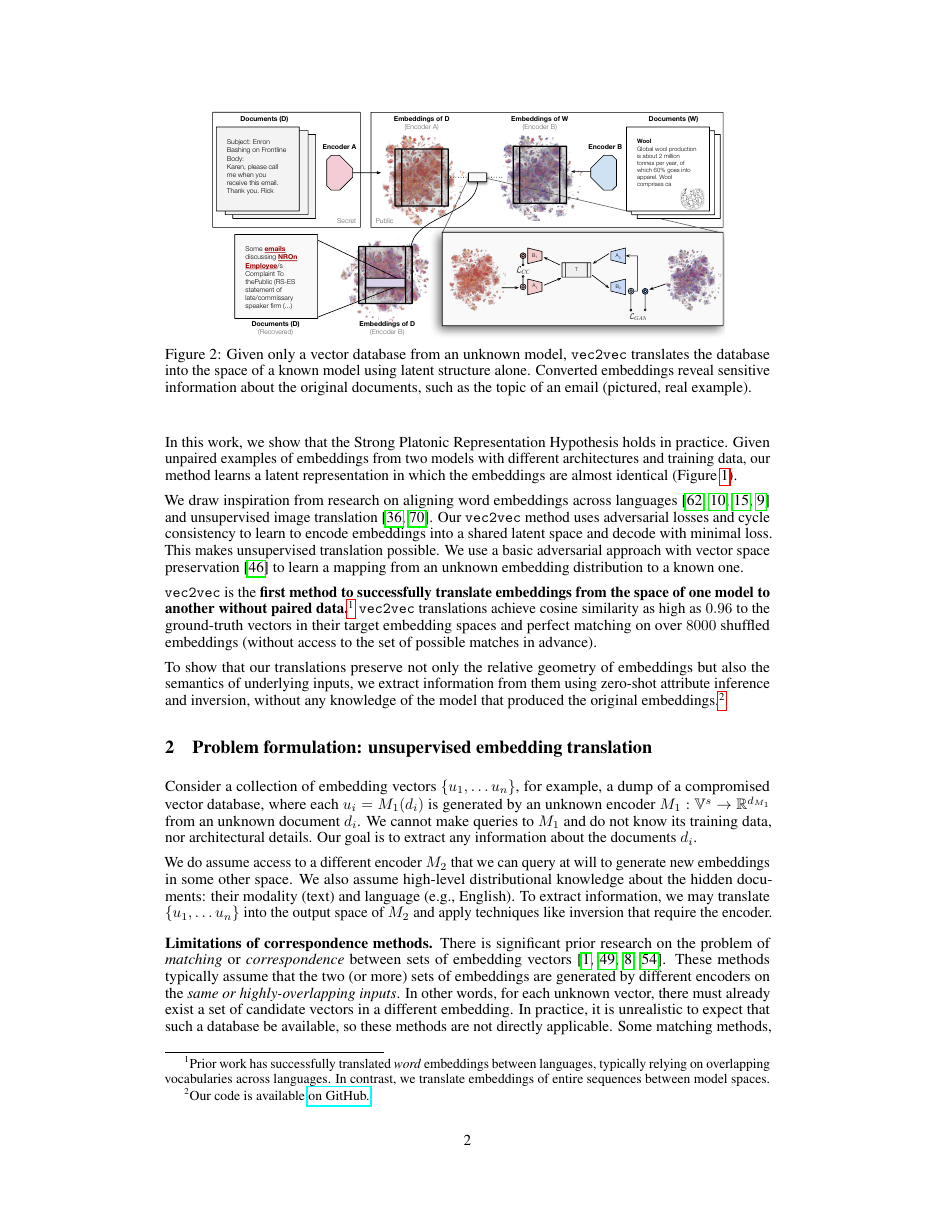 Documents (D)
Subject: Enron
Bashing on Frontline
Body:
Karen, please call
me when you
receive this email.
Thank you. Rick
Encoder A
Secret
Public
Embeddings of D
(Encoder A)
Embeddings of W
(Encoder B)
Encoder B
Documents (W)
Wool
Global wool production
is about 2 million
tonnes per year, of
which 60% goes into
apparel. Wool
comprises ca
Some emails
discussing NROn
Employee/s
Complaint To
thePublic (RS-ES
statement of
late/commissary
speaker firm (...)
Documents (D)
(Recovered)
Embeddings of D
(Encoder B)
T
ℒCC
ℒGAN
Figure 2: Given only a vector database from an unknown model, vec2vec translates the database
into the space of a known model using latent structure alone. Converted embeddings reveal sensitive
information about the original documents, such as the topic of an email (pictured, real example).
In this work, we show that the Strong Platonic Representation Hypothesis holds in practice. Given
unpaired examples of embeddings from two models with different architectures and training data, our
method learns a latent representation in which the embeddings are almost identical (Figure 1).
We draw inspiration from research on aligning word embeddings across languages [62, 10, 15, 9]
and unsupervised image translation [36, 70]. Our vec2vec method uses adversarial losses and cycle
consistency to learn to encode embeddings into a shared latent space and decode with minimal loss.
This makes unsupervised translation possible. We use a basic adversarial approach with vector space
preservation [46] to learn a mapping from an unknown embedding distribution to a known one.
vec2vec is the first method to successfully translate embeddings from the space of one model to
another without paired data.¹ vec2vec translations achieve cosine similarity as high as 0.96 to the
ground-truth vectors in their target embedding spaces and perfect matching on over 8000 shuffled
embeddings (without access to the set of possible matches in advance).
To show that our translations preserve not only the relative geometry of embeddings but also the
semantics of underlying inputs, we extract information from them using zero-shot attribute inference
and inversion, without any knowledge of the model that produced the original embeddings.²
2 Problem formulation: unsupervised embedding translation
Consider a collection of embedding vectors {u₁, . . . uₙ}, for example, a dump of a compromised
vector database, where each uᵢ = M₁(dᵢ) is generated by an unknown encoder M₁ : 𝕍ˢ → ℝ^{d_{M₁}}
from an unknown document dᵢ. We cannot make queries to M₁ and do not know its training data,
nor architectural details. Our goal is to extract any information about the documents dᵢ.
We do assume access to a different encoder M₂ that we can query at will to generate new embeddings
in some other space. We also assume high-level distributional knowledge about the hidden docu-
ments: their modality (text) and language (e.g., English). To extract information, we may translate
{u₁, . . . uₙ} into the output space of M₂ and apply techniques like inversion that require the encoder.
Limitations of correspondence methods. There is significant prior research on the problem of
matching or correspondence between sets of embedding vectors [1, 49, 8, 54]. These methods
typically assume that the two (or more) sets of embeddings are generated by different encoders on
the same or highly-overlapping inputs. In other words, for each unknown vector, there must already
exist a set of candidate vectors in a different embedding. In practice, it is unrealistic to expect that
such a database be available, so these methods are not directly applicable. Some matching methods,
¹Prior work has successfully translated word embeddings between languages, typically relying on overlapping
vocabularies across languages. In contrast, we translate embeddings of entire sequences between model spaces.
²Our code is available on GitHub.
2